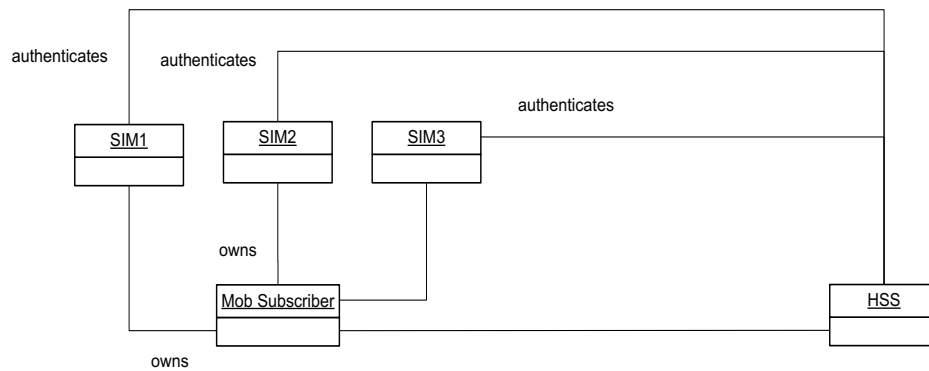 authenticates
authenticates
authenticates
SIM1
SIM2
SIM3
owns
Mob Subscriber
HSS
owns